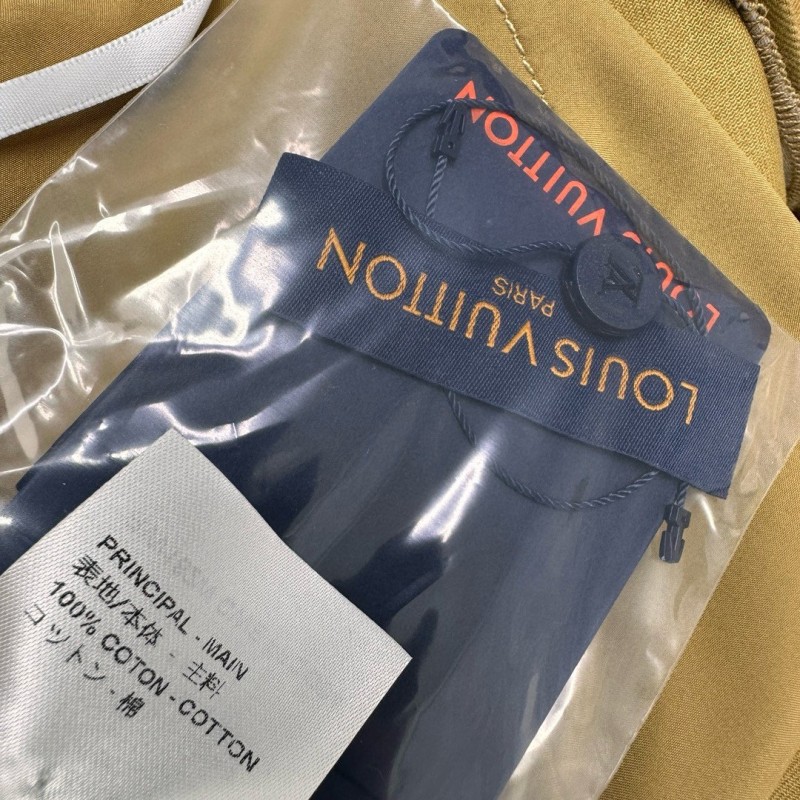 LOUIS VUITTON
LOUIS VUITTON
PARIS
PRINCIPAL - MAIN
表地/本体 - 主料
100% COTON - COTTON
コットン - 棉